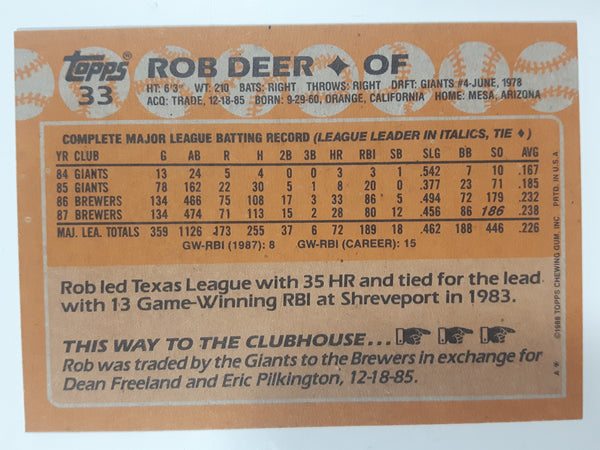 Topps®
33
ROB DEER ♦ OF
HT: 6'3" WT: 210 BATS: RIGHT THROWS: RIGHT DRFT: GIANTS #4-JUNE, 1978
ACQ: TRADE, 12-18-85 BORN: 9-29-60, ORANGE, CALIFORNIA HOME: MESA, ARIZONA
COMPLETE MAJOR LEAGUE BATTING RECORD (LEAGUE LEADER IN ITALICS, TIE ♦)
YR CLUB G AB R H 2B 3B HR RBI SB SLG BB SO AVG
84 GIANTS 13 24 5 4 0 0 3 3 1 .542 7 10 .167
85 GIANTS 78 162 22 30 5 1 8 20 0 .377 23 71 .185
86 BREWERS 134 466 75 108 17 3 33 86 5 .494 72 179 .232
87 BREWERS 134 474 71 113 15 2 28 80 12 .456 86 186 .238
MAJ. LEA. TOTALS 359 1126 173 255 37 6 72 189 18 .462 188 446 .226
GW-RBI (1987): 8 GW-RBI (CAREER): 15
Rob led Texas League with 35 HR and tied for the lead
with 13 Game-Winning RBI at Shreveport in 1983.
THIS WAY TO THE CLUBHOUSE...
Rob was traded by the Giants to the Brewers in exchange for
Dean Freeland and Eric Pilkington, 12-18-85.
©1988 TOPPS CHEWING GUM, INC. PRTD. IN U.S.A.
A*